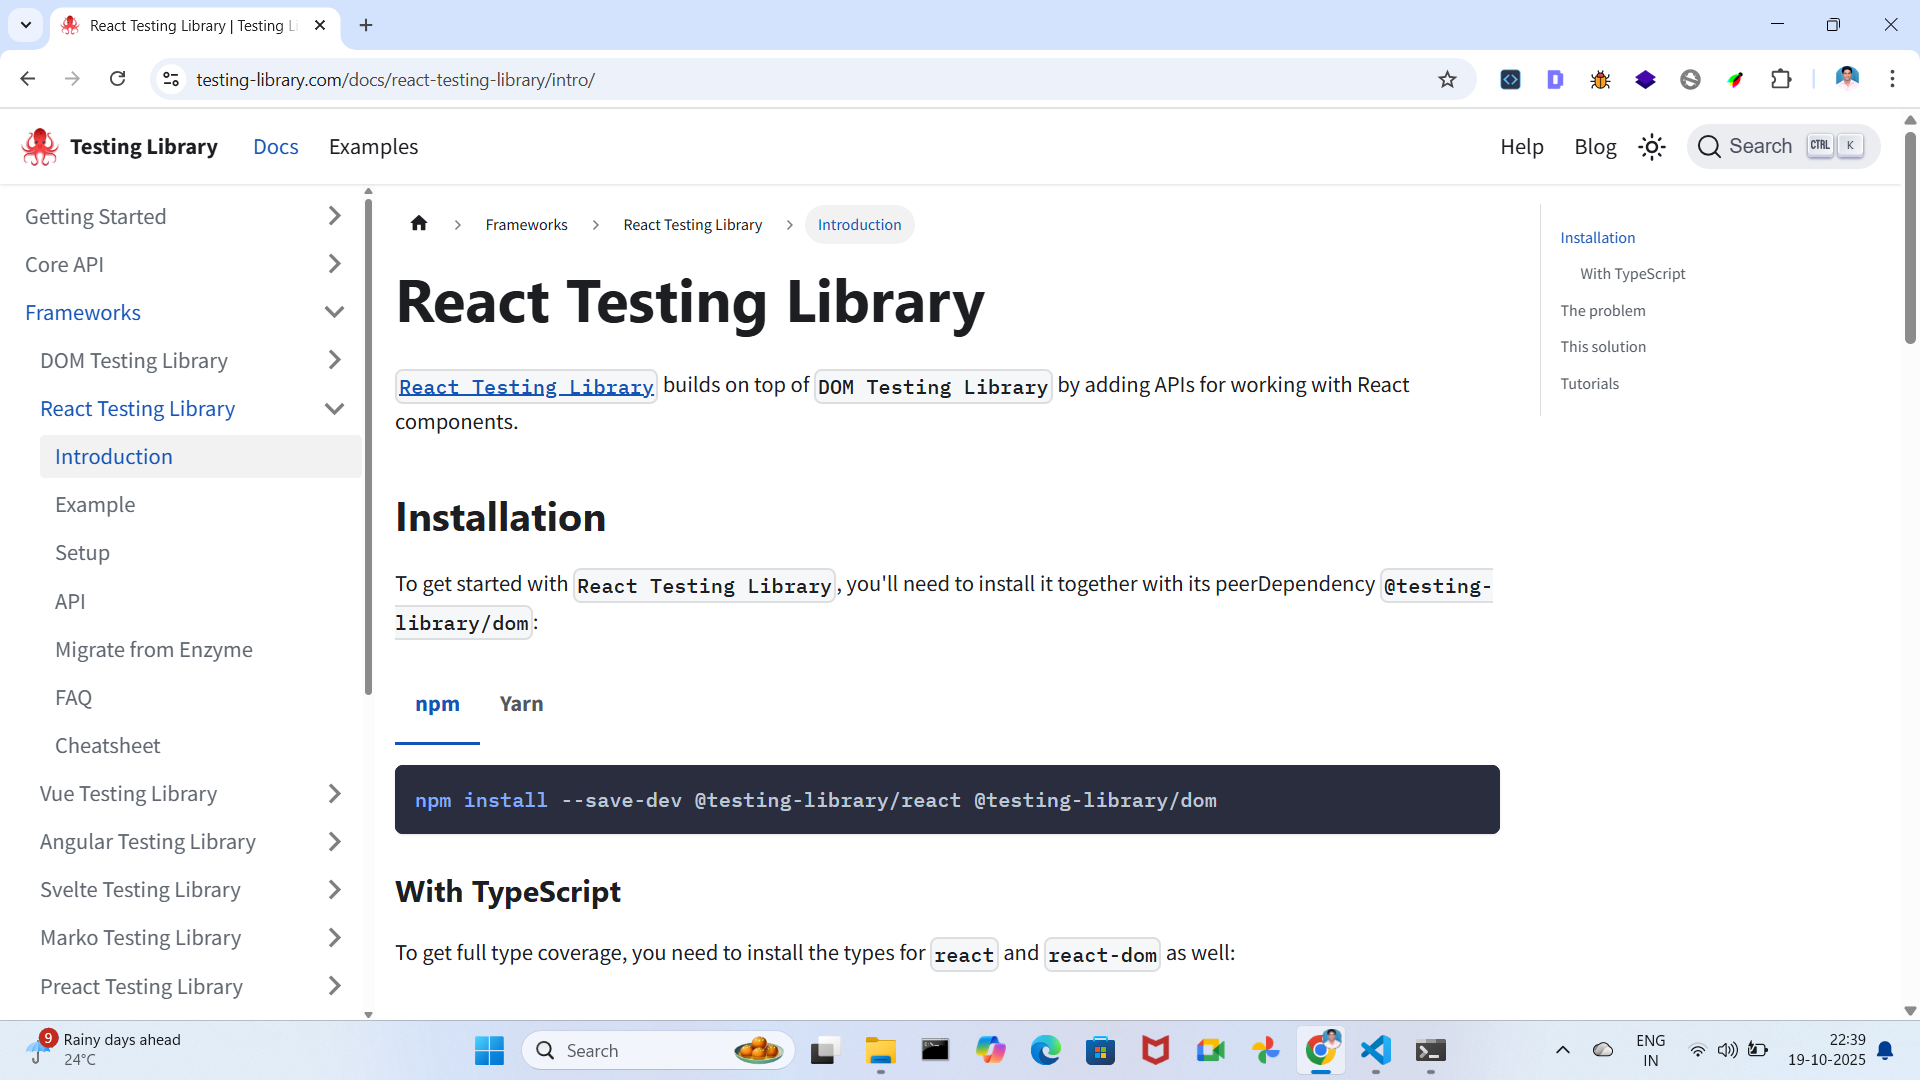 React Testing Library | Testing Li
testing-library.com/docs/react-testing-library/intro/
Testing Library
Docs
Examples
Help
Blog
Search
CTRL
K
Getting Started
Core API
Frameworks
DOM Testing Library
React Testing Library
Introduction
Example
Setup
API
Migrate from Enzyme
FAQ
Cheatsheet
Vue Testing Library
Angular Testing Library
Svelte Testing Library
Marko Testing Library
Preact Testing Library
Frameworks
React Testing Library
Introduction
React Testing Library
React Testing Library builds on top of DOM Testing Library by adding APIs for working with React
components.
Installation
To get started with React Testing Library, you'll need to install it together with its peerDependency @testing-
library/dom:
npm
Yarn
npm install --save-dev @testing-library/react @testing-library/dom
With TypeScript
To get full type coverage, you need to install the types for react and react-dom as well:
Installation
With TypeScript
The problem
This solution
Tutorials
9
Rainy days ahead
24°C
Search
ENG
IN
22:39
19-10-2025